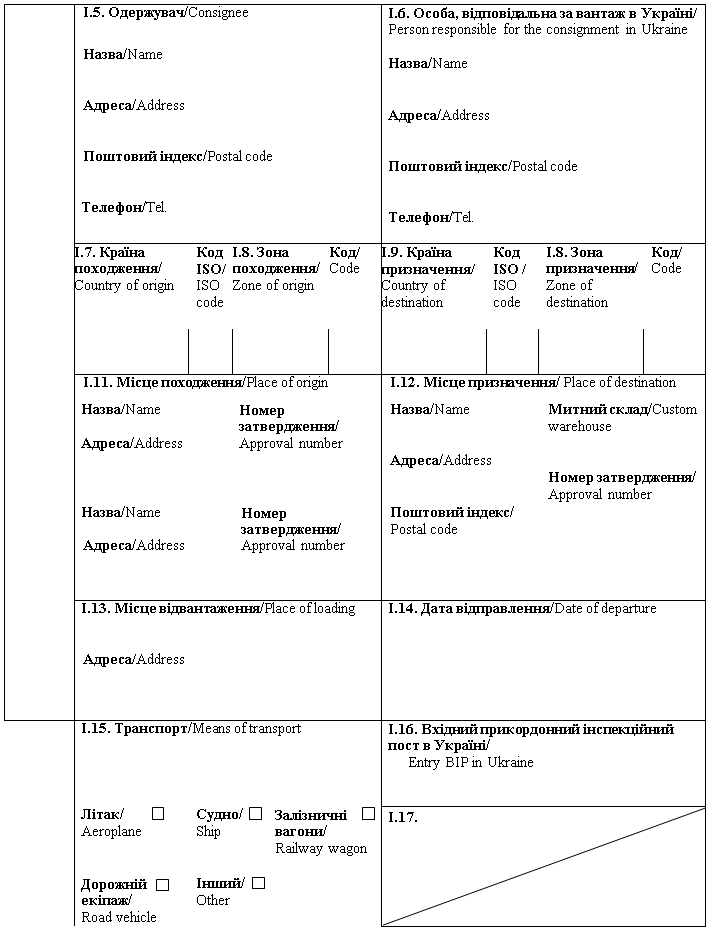 I.5. Одержувач/Consignee
Назва/Name
Адреса/Address
Поштовий індекс/Postal code
Телефон/Tel.
I.6. Особа, відповідальна за вантаж в Україні/
Person responsible for the consignment in Ukraine
Назва/Name
Адреса/Address
Поштовий індекс/Postal code
Телефон/Tel.
I.7. Країна
походження/
Country of origin
Код
ISO/
ISO
code
I.8. Зона
походження/
Zone of origin
Код/
Code
I.9. Країна
призначення/
Country of
destination
Код
ISO /
ISO
code
I.8. Зона
призначення/
Zone of
destination
Код/
Code
I.11. Місце походження/Place of origin
Назва/Name
Номер
затвердження/
Approval number
Адреса/Address
Назва/Name
Номер
затвердження/
Approval number
Адреса/Address
I.12. Місце призначення/ Place of destination
Назва/Name
Митний склад/Custom
warehouse
Адреса/Address
Номер затвердження/
Approval number
Поштовий індекс/
Postal code
I.13. Місце відвантаження/Place of loading
Адреса/Address
I.14. Дата відправлення/Date of departure
I.15. Транспорт/Means of transport
Літак/
Aeroplane
Судно/
Ship
Залізничні
вагони/
Railway wagon
Дорожній
екіпаж/
Road vehicle
Інший/
Other
I.16. Вхідний прикордонний інспекційний
пост в Україні/
Entry BIP in Ukraine
I.17.